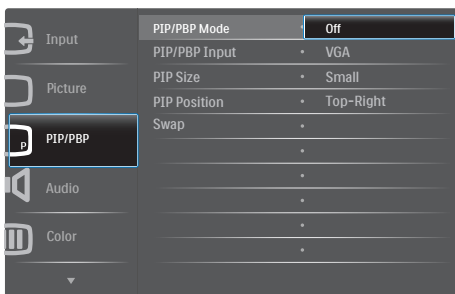 Input
Picture
P
PIP/PBP
Audio
Color
PIP/PBP Mode Off
PIP/PBP Input VGA
PIP Size Small
PIP Position Top-Right
Swap